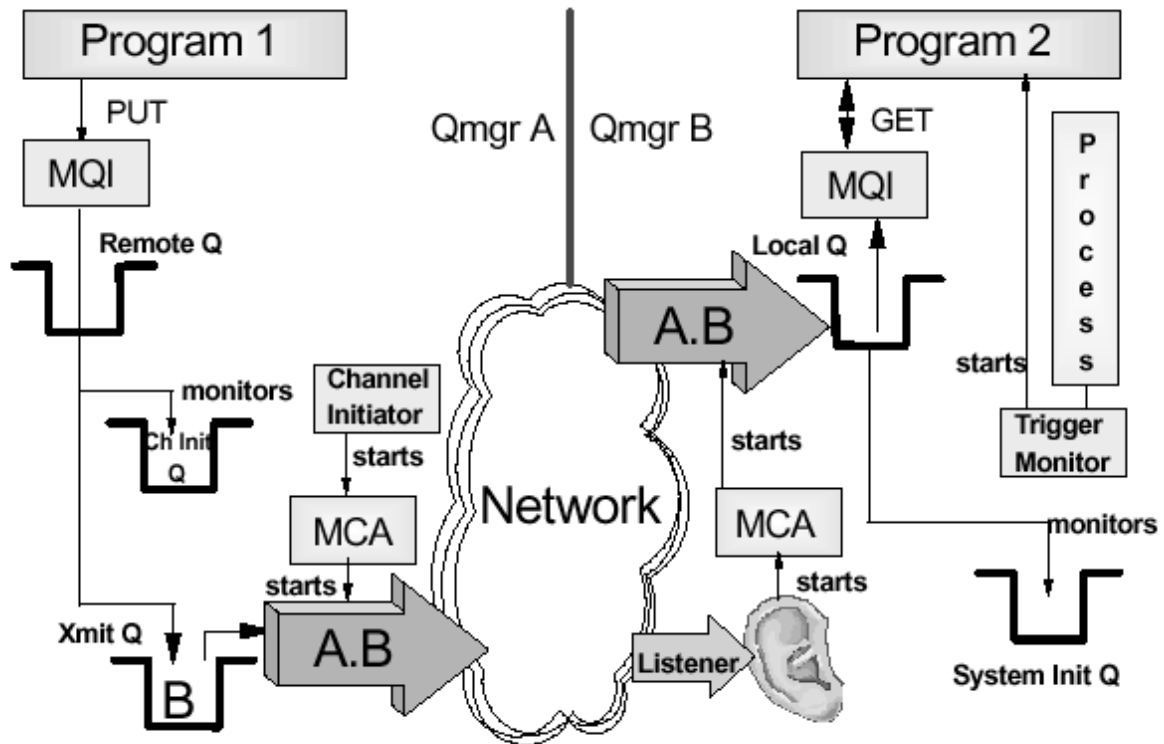 Program 1
PUT
MQI
Remote Q
monitors
Ch Init
Q
Channel
Initiator
starts
MCA
starts
Xmit Q
B
A.B
Qmgr A
Qmgr B
Network
Program 2
GET
MQI
Local Q
A.B
starts
MCA
starts
Listener
Process
starts
Trigger
Monitor
monitors
System Init Q